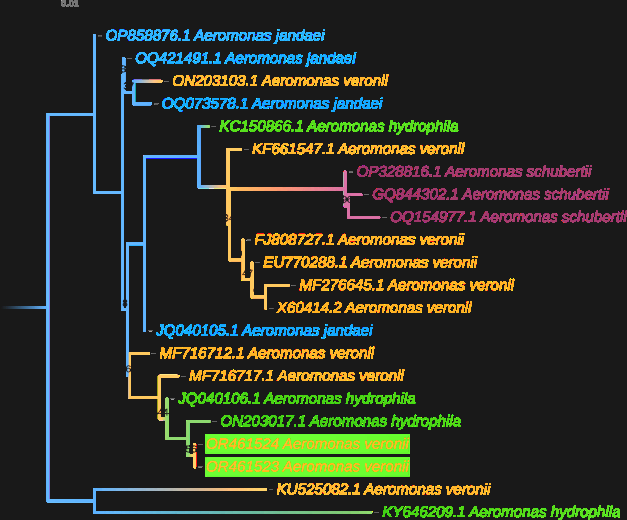 0.01
OP858876.1 Aeromonas jandaei
OQ421491.1 Aeromonas jandaei
ON203103.1 Aeromonas veronii
OQ073578.1 Aeromonas jandaei
KC150866.1 Aeromonas hydrophila
KF661547.1 Aeromonas veronii
OP328816.1 Aeromonas schubertii
GQ844302.1 Aeromonas schubertii
OQ154977.1 Aeromonas schubertii
FJ808727.1 Aeromonas veronii
EU770288.1 Aeromonas veronii
MF276645.1 Aeromonas veronii
X60414.2 Aeromonas veronii
JQ040105.1 Aeromonas jandaei
MF716712.1 Aeromonas veronii
MF716717.1 Aeromonas veronii
JQ040106.1 Aeromonas hydrophila
ON203017.1 Aeromonas hydrophila
Aeromonas veronii
Aeromonas veronii
KU525082.1 Aeromonas veronii
KY646209.1 Aeromonas hydrophila